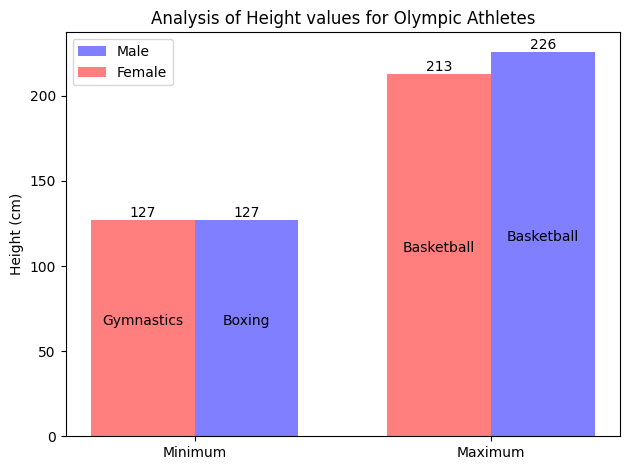 Analysis of Height values for Olympic Athletes
Male
Female
Height (cm)
200
150
100
50
0
127
127
213
226
Gymnastics
Boxing
Basketball
Basketball
Minimum
Maximum